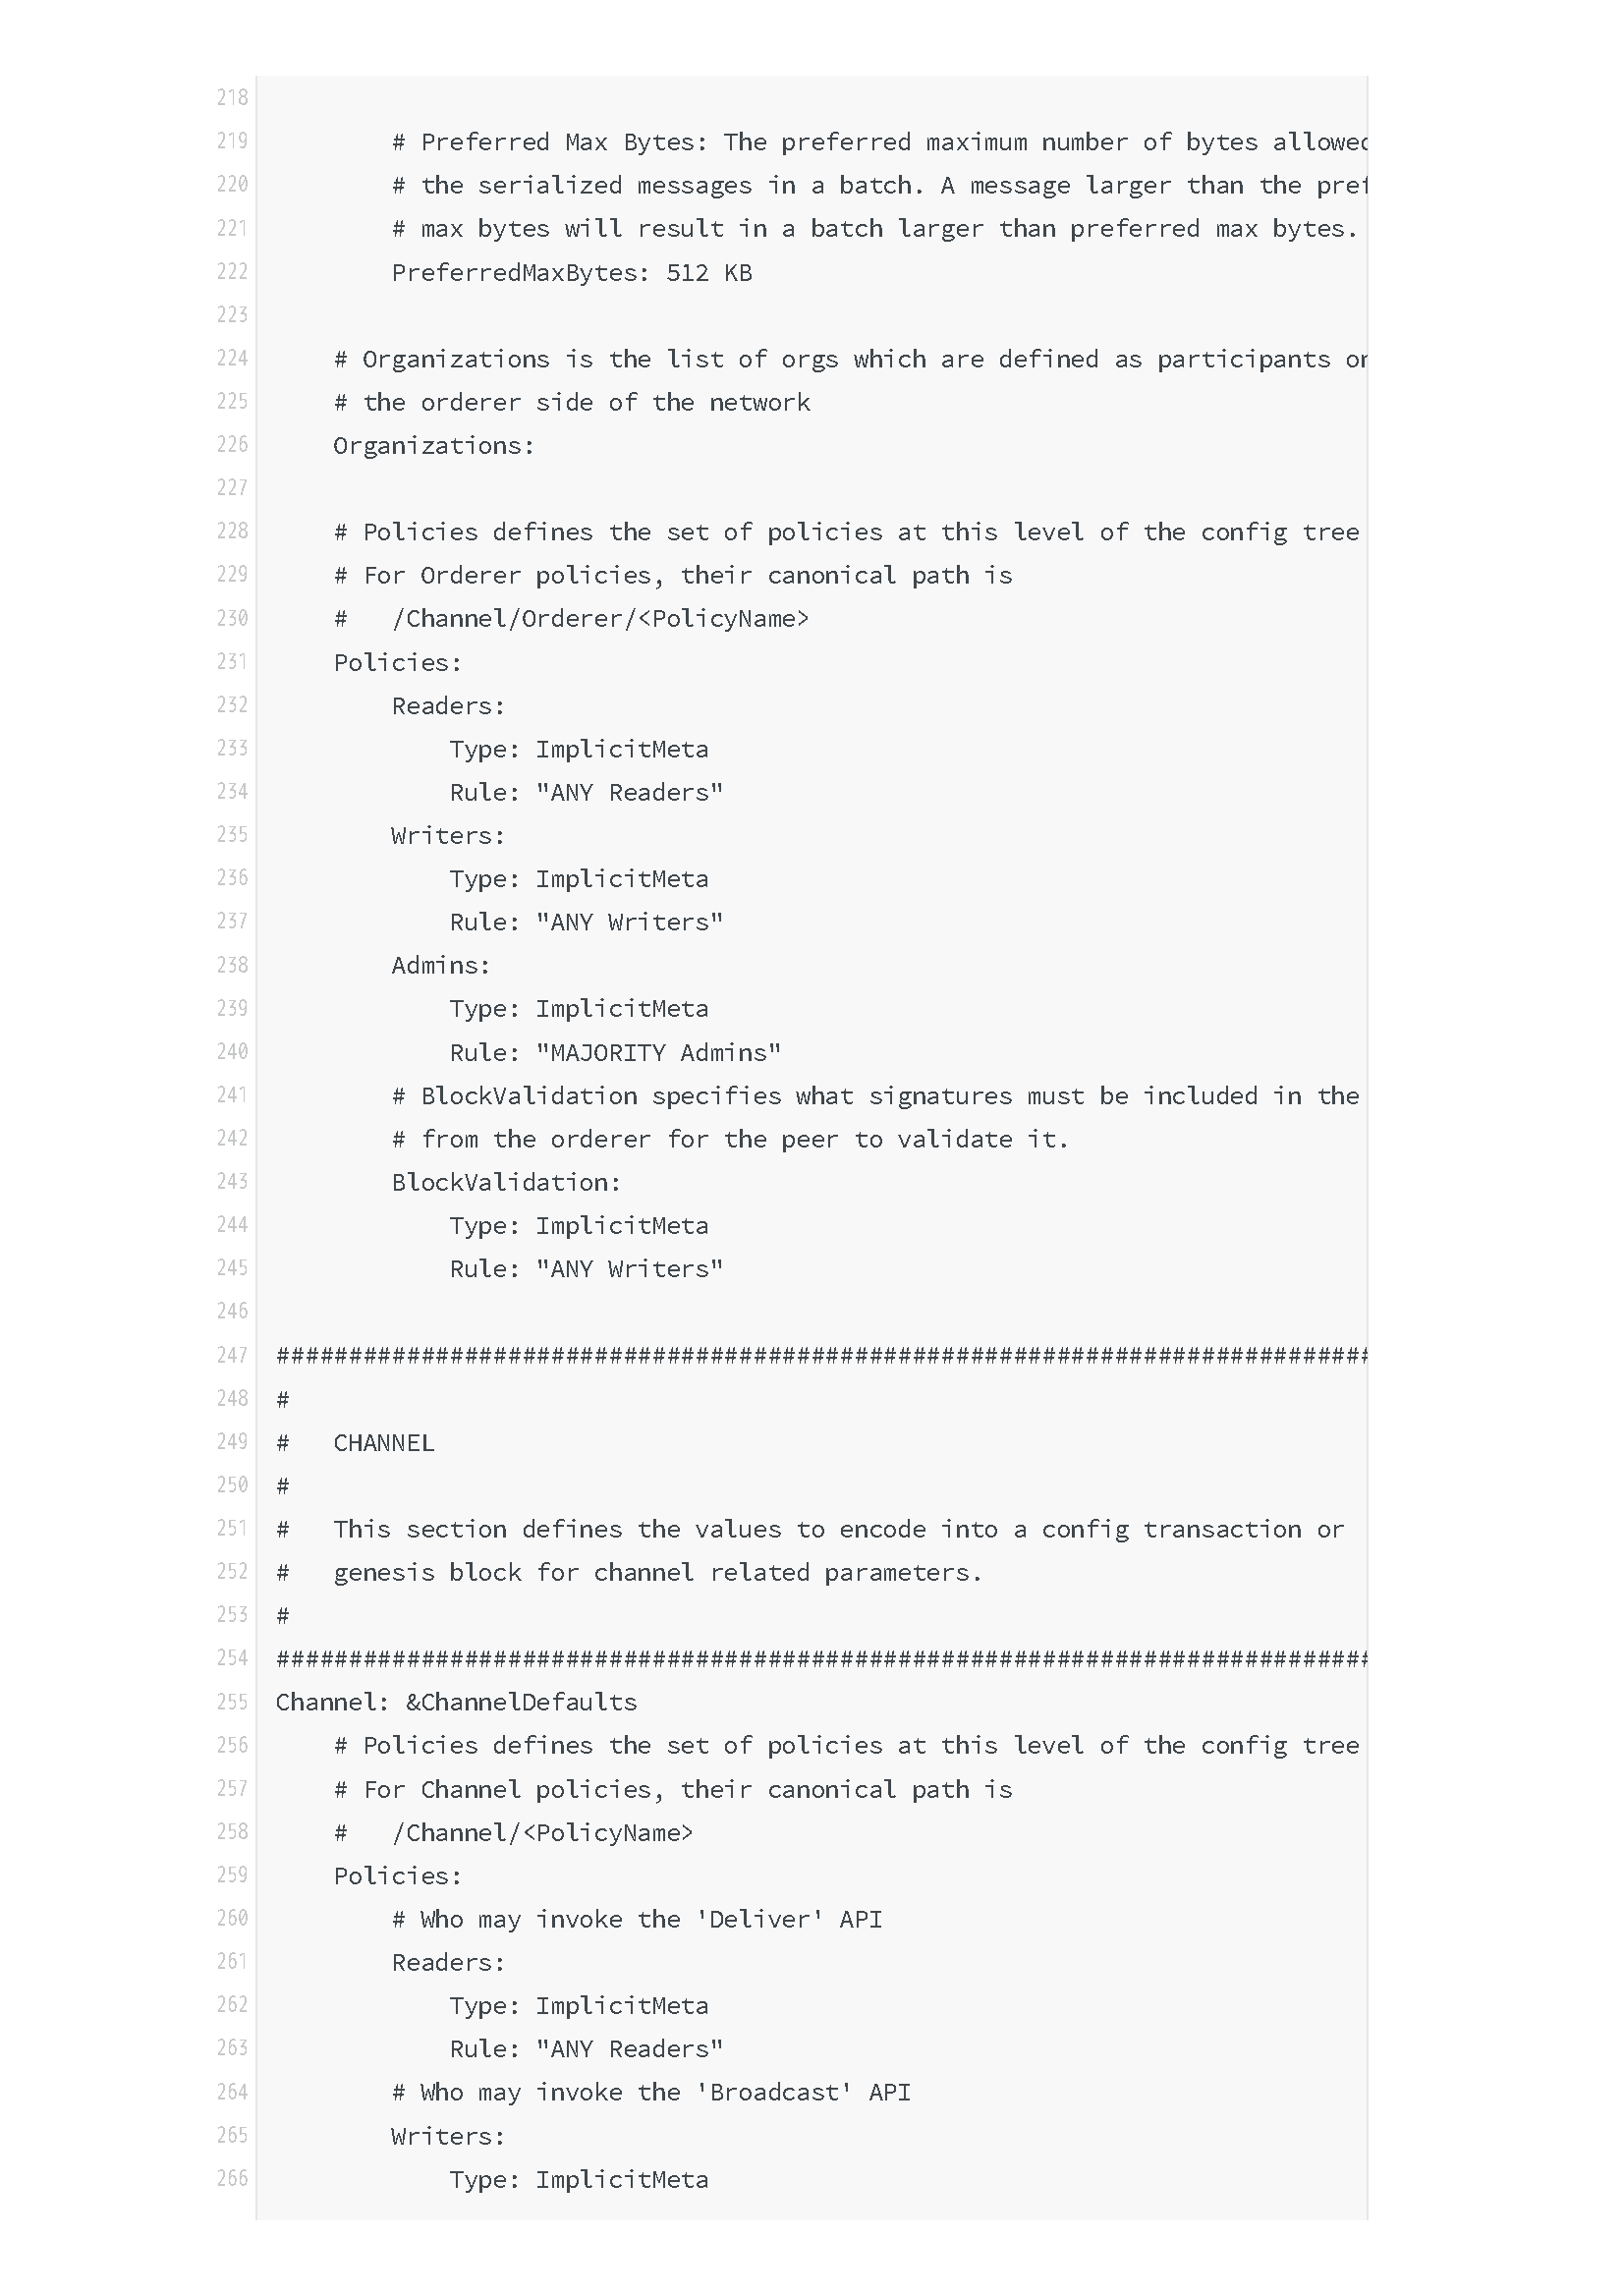 218
219         # Preferred Max Bytes: The preferred maximum number of bytes allowed
220         # the serialized messages in a batch. A message larger than the pref
221         # max bytes will result in a batch larger than preferred max bytes.
222         PreferredMaxBytes: 512 KB
223
224     # Organizations is the list of orgs which are defined as participants on
225     # the orderer side of the network
226     Organizations:
227
228     # Policies defines the set of policies at this level of the config tree
229     # For Orderer policies, their canonical path is
230     #   /Channel/Orderer/<PolicyName>
231     Policies:
232         Readers:
233             Type: ImplicitMeta
234             Rule: "ANY Readers"
235         Writers:
236             Type: ImplicitMeta
237             Rule: "ANY Writers"
238         Admins:
239             Type: ImplicitMeta
240             Rule: "MAJORITY Admins"
241         # BlockValidation specifies what signatures must be included in the
242         # from the orderer for the peer to validate it.
243         BlockValidation:
244             Type: ImplicitMeta
245             Rule: "ANY Writers"
246
247 ############################################################################
248 #
249 #   CHANNEL
250 #
251 #   This section defines the values to encode into a config transaction or
252 #   genesis block for channel related parameters.
253 #
254 ############################################################################
255 Channel: &ChannelDefaults
256     # Policies defines the set of policies at this level of the config tree
257     # For Channel policies, their canonical path is
258     #   /Channel/<PolicyName>
259     Policies:
260         # Who may invoke the 'Deliver' API
261         Readers:
262             Type: ImplicitMeta
263             Rule: "ANY Readers"
264         # Who may invoke the 'Broadcast' API
265         Writers:
266             Type: ImplicitMeta